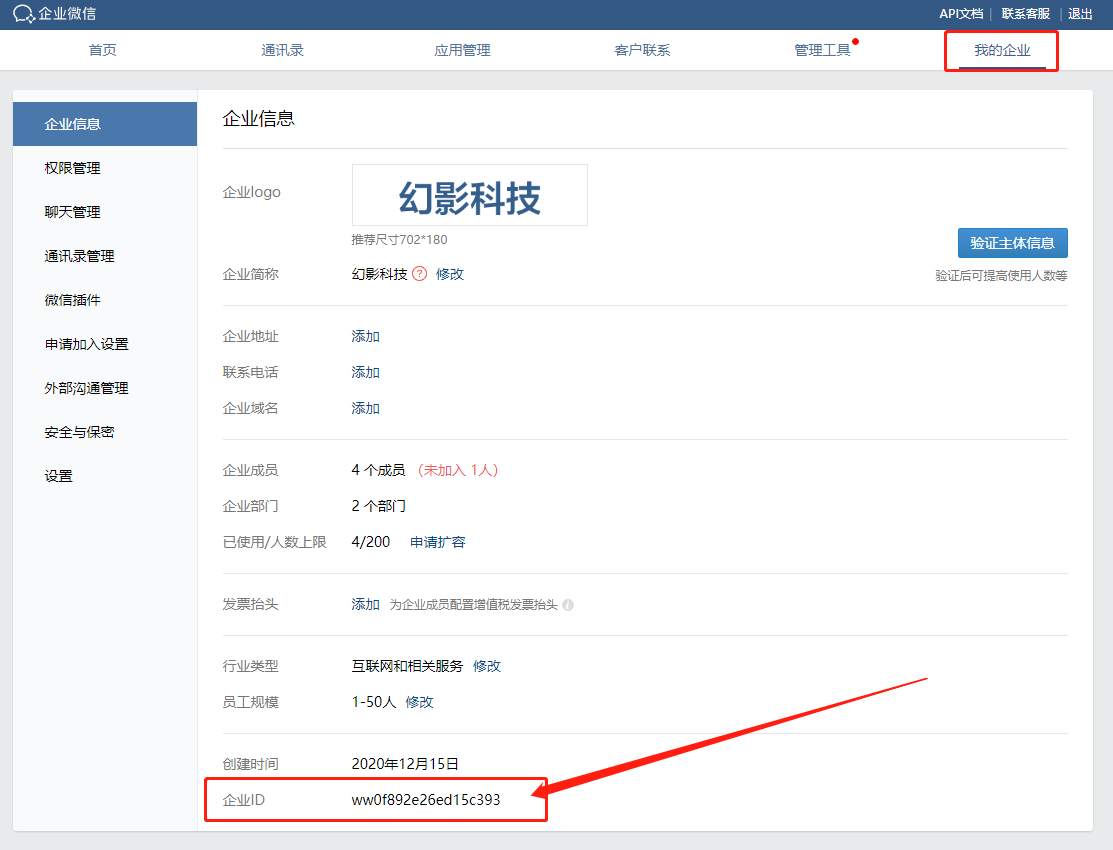 企业微信
API文档 | 联系客服 | 退出
首页 通讯录 应用管理 客户联系 管理工具 我的企业
企业信息
权限管理
聊天管理
通讯录管理
微信插件
申请加入设置
外部沟通管理
安全与保密
设置
企业信息
企业logo 幻影科技
推荐尺寸702*180
验证主体信息
验证后可提高使用人数等
企业简称 幻影科技 ? 修改
企业地址 添加
联系电话 添加
企业域名 添加
企业成员 4 个成员 （未加入 1人）
企业部门 2 个部门
已使用/人数上限 4/200 申请扩容
发票抬头 添加 为企业成员配置增值税发票抬头 i
行业类型 互联网和相关服务 修改
员工规模 1-50人 修改
创建时间 2020年12月15日
企业ID ww0f892e26ed15c393